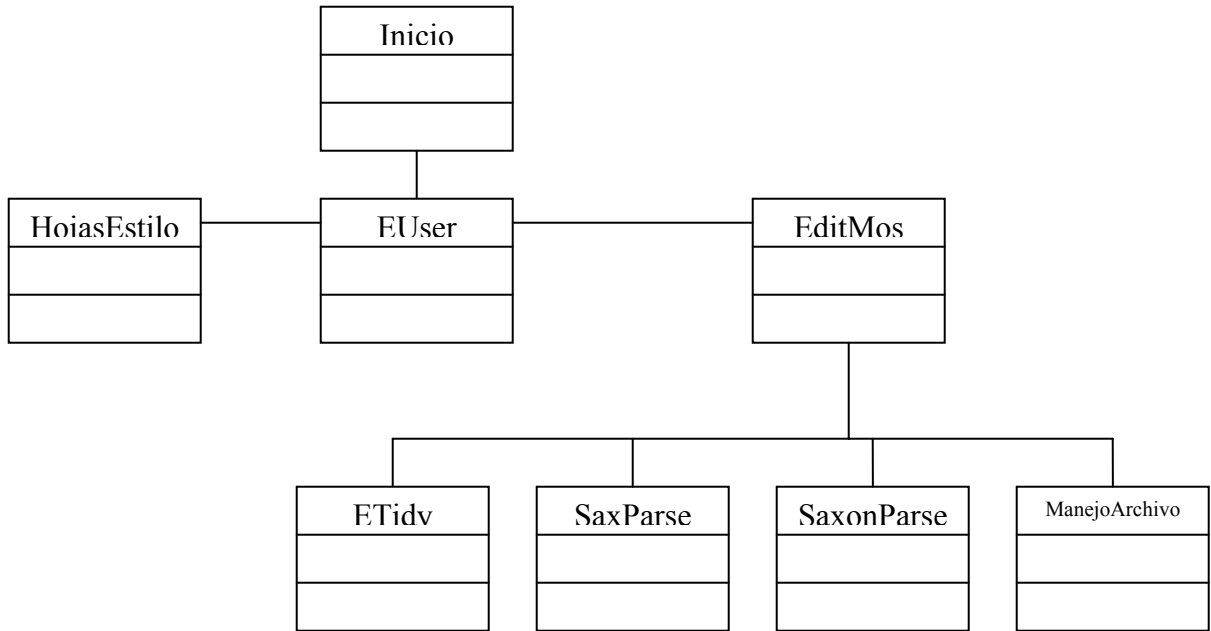 Inicio
HojasEstilo
EUser
EditMos
ETidy
SaxParse
SaxonParse
ManejoArchivo